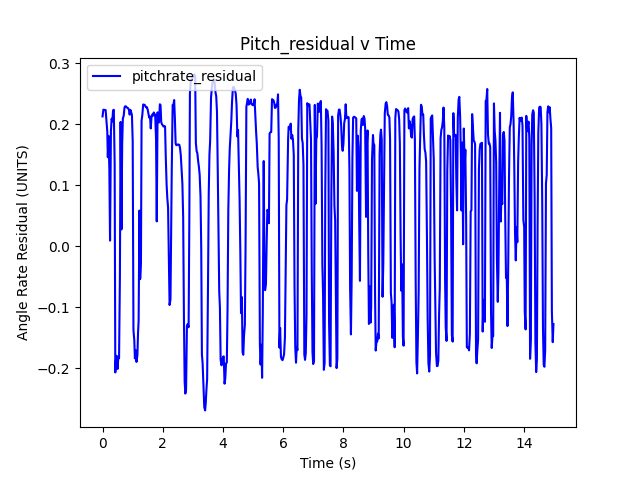 Pitch_residual v Time
pitchrate_residual
Angle Rate Residual (UNITS)
0.3
0.2
0.1
0.0
−0.1
−0.2
0 2 4 6 8 10 12 14
Time (s)